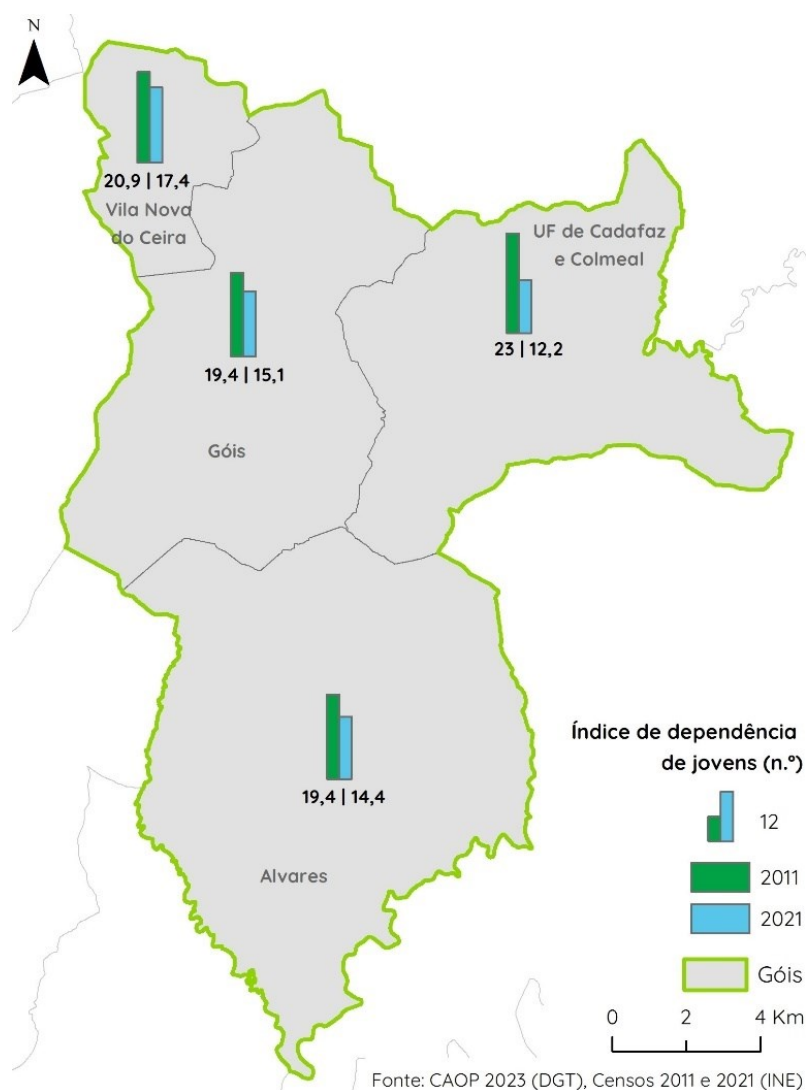 N
20,9 | 17,4
Vila Nova
do Ceira
UF de Cadafaz
e Colmeal
23 | 12,2
19,4 | 15,1
Góis
19,4 | 14,4
Alvares
Índice de dependência
de jovens (n.º)
12
2011
2021
Góis
0 2 4 Km
Fonte: CAOP 2023 (DGT), Censos 2011 e 2021 (INE)